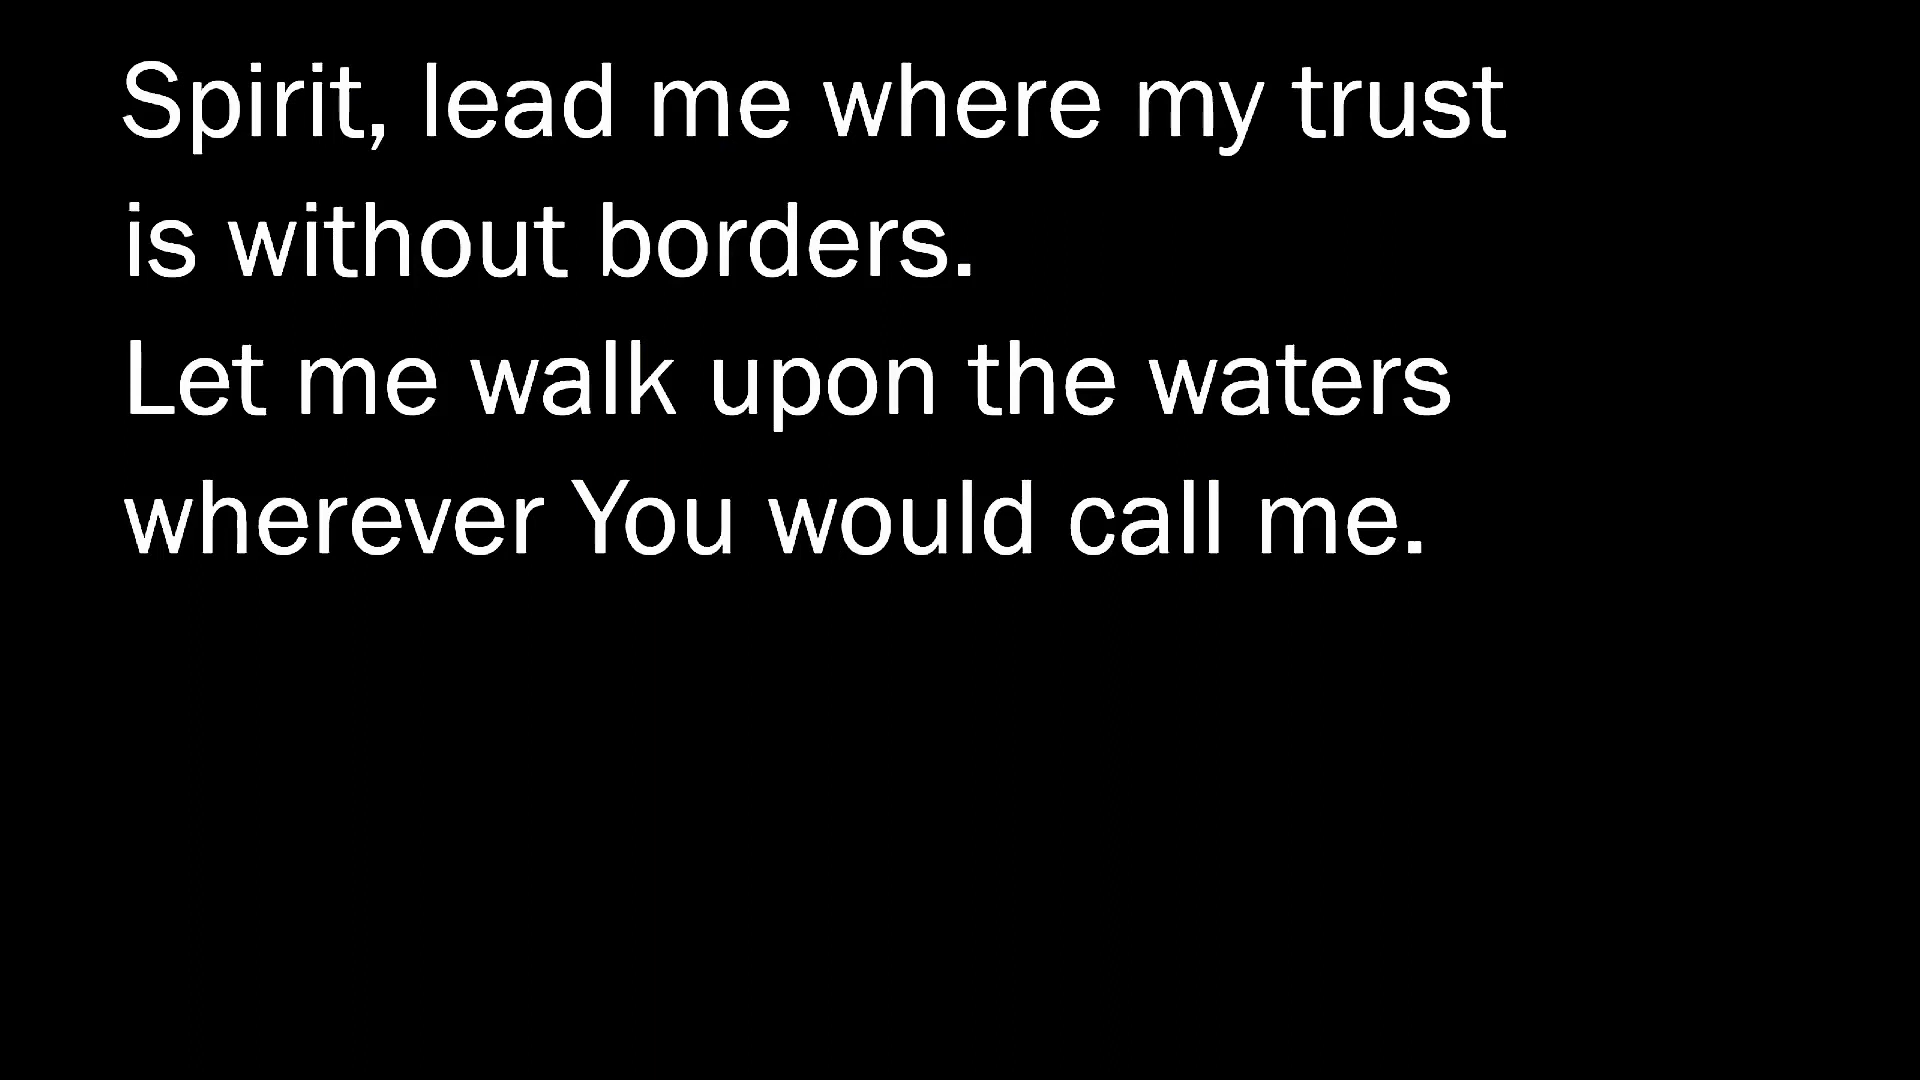 Spirit, lead me where my trust
is without borders.
Let me walk upon the waters
wherever You would call me.